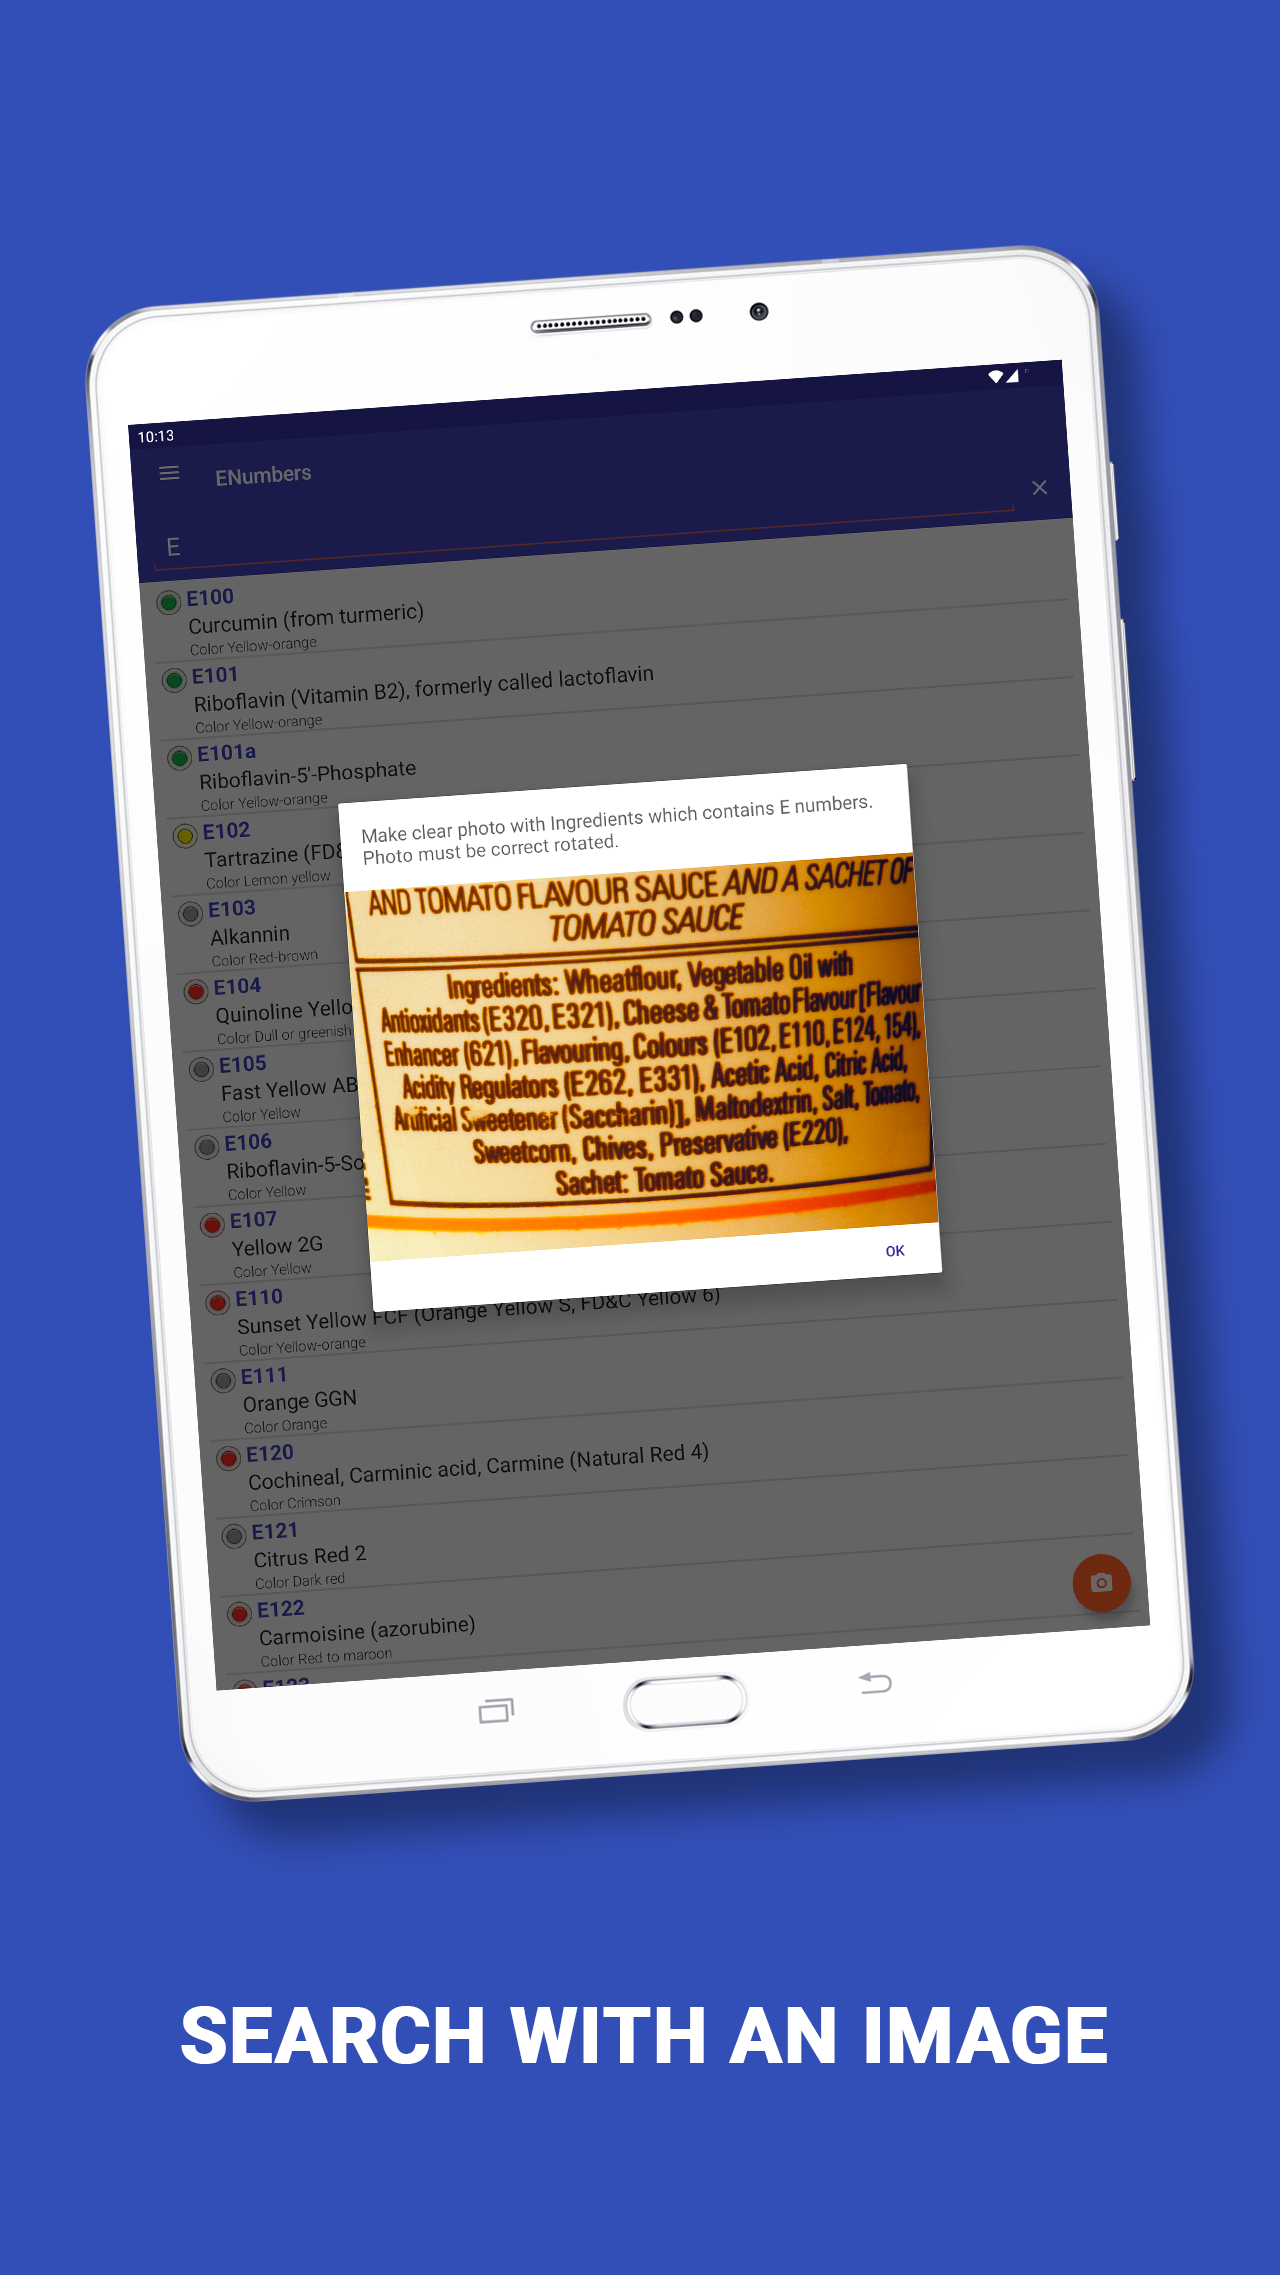 10:13
ENumbers
E
E100
Curcumin (from turmeric)
Color Yellow-orange
E101
Riboflavin (Vitamin B2), formerly called lactoflavin
Color Yellow-orange
E101a
Riboflavin-5'-Phosphate
Color Yellow-orange
E102
Tartrazine (FD&
Color Lemon yellow
E103
Alkannin
Color Red-brown
E104
Quinoline Yello
Color Dull or greenish
E105
Fast Yellow AB
Color Yellow
E106
Riboflavin-5-So
Color Yellow
E107
Yellow 2G
Color Yellow
E110
Sunset Yellow FCF (Orange Yellow S, FD&C Yellow 6)
Color Yellow-orange
E111
Orange GGN
Color Orange
E120
Cochineal, Carminic acid, Carmine (Natural Red 4)
Color Crimson
E121
Citrus Red 2
Color Dark red
E122
Carmoisine (azorubine)
Color Red to maroon
E123
Make clear photo with Ingredients which contains E numbers.
Photo must be correct rotated.
AND TOMATO FLAVOUR SAUCE AND A SACHET OF
TOMATO SAUCE
Ingredients: Wheatflour, Vegetable Oil with
Antioxidants (E320, E321), Cheese & Tomato Flavour [Flavour
Enhancer (621), Flavouring, Colours (E102, E110, E124, 154),
Acidity Regulators (E262, E331), Acetic Acid, Citric Acid,
Artificial Sweetener (Saccharin)], Maltodextrin, Salt, Tomato,
Sweetcorn, Chives, Preservative (E220),
Sachet: Tomato Sauce.
OK
SEARCH WITH AN IMAGE